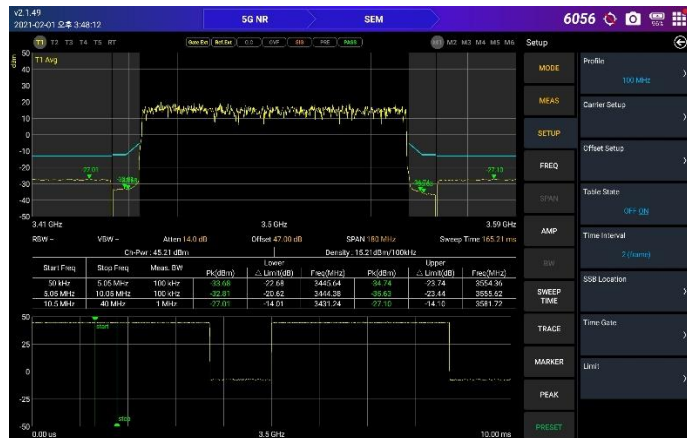 v2.1.49
2021-02-01 오후 3:48:12
5G NR
SEM
6056
96%
T1 T2 T3 T4 T5 RT
Gate.Ext Ref.Ext O.C OVF SIG PRE PASS
M1 M2 M3 M4 M5 M6
Setup
dBm
50
T1 Avg
40
30
20
10
0
-10
-20
-30
-40
-50
-27.01
-27.10
3.41 GHz
3.5 GHz
3.59 GHz
RBW -- VBW -- Atten 14.0 dB Offset 47.00 dB SPAN 180 MHz Sweep Time 165.21 ms
Ch-Pwr : 45.21 dBm
Density : 15.21dBm/100kHz
Lower Upper
Start Freq Stop Freq Meas. BW Pk(dBm) △ Limit(dB) Freq(MHz) Pk(dBm) △ Limit(dB) Freq(MHz)
50 kHz 5.05 MHz 100 kHz -33.68 -22.68 3445.64 -34.74 -23.74 3554.36
5.05 MHz 10.05 MHz 100 kHz -32.81 -20.62 3444.38 -35.63 -23.44 3555.62
10.5 MHz 40 MHz 1 MHz -27.01 -14.01 3431.24 -27.10 -14.10 3581.72
50
start
25
0
-25
stop
-50
0.00 us
3.5 GHz
10.00 ms
MODE
MEAS
SETUP
FREQ
SPAN
AMP
BW
SWEEP
TIME
TRACE
MARKER
PEAK
PRESET
Profile
100 MHz
Carrier Setup
Offset Setup
Table State
OFF ON
Time Interval
2 (frame)
SSB Location
Time Gate
Limit